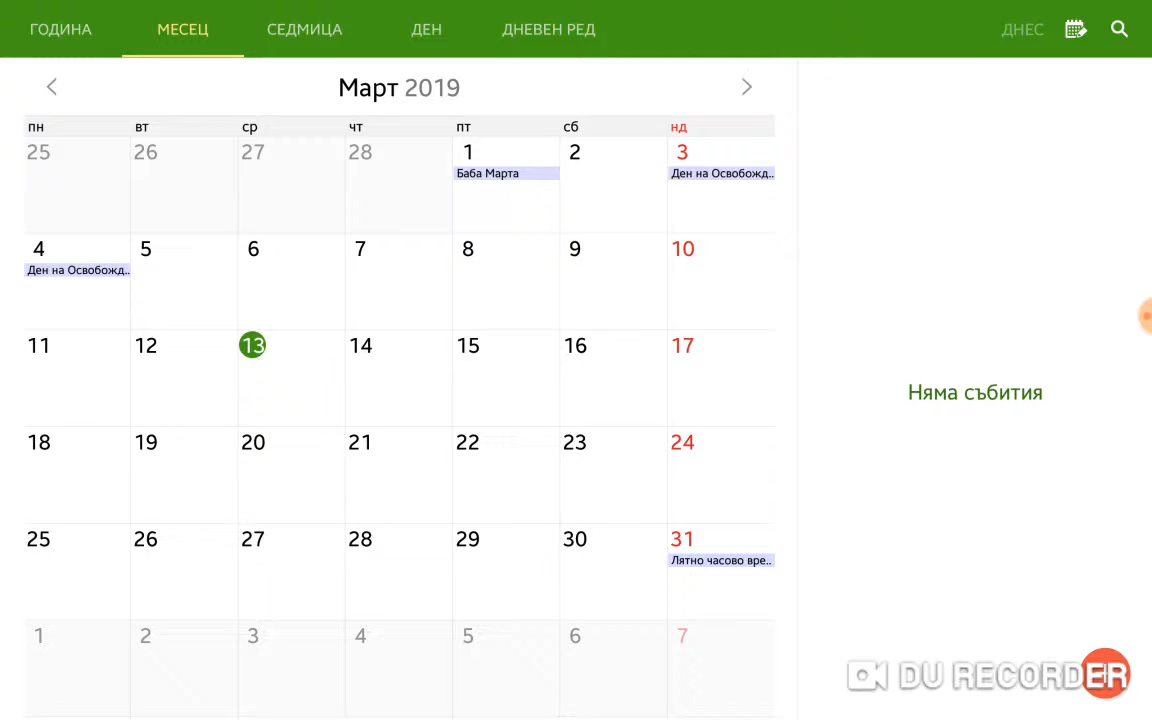 ГОДИНА МЕСЕЦ СЕДМИЦА ДЕН ДНЕВЕН РЕД ДНЕС
Март 2019
пн вт ср чт пт сб нд
25 26 27 28 1 2 3
Баба Марта Ден на Освобожд..
4 5 6 7 8 9 10
Ден на Освобожд..
11 12 13 14 15 16 17
Няма събития
18 19 20 21 22 23 24
25 26 27 28 29 30 31
Лятно часово вре..
1 2 3 4 5 6 7
DU RECORDER